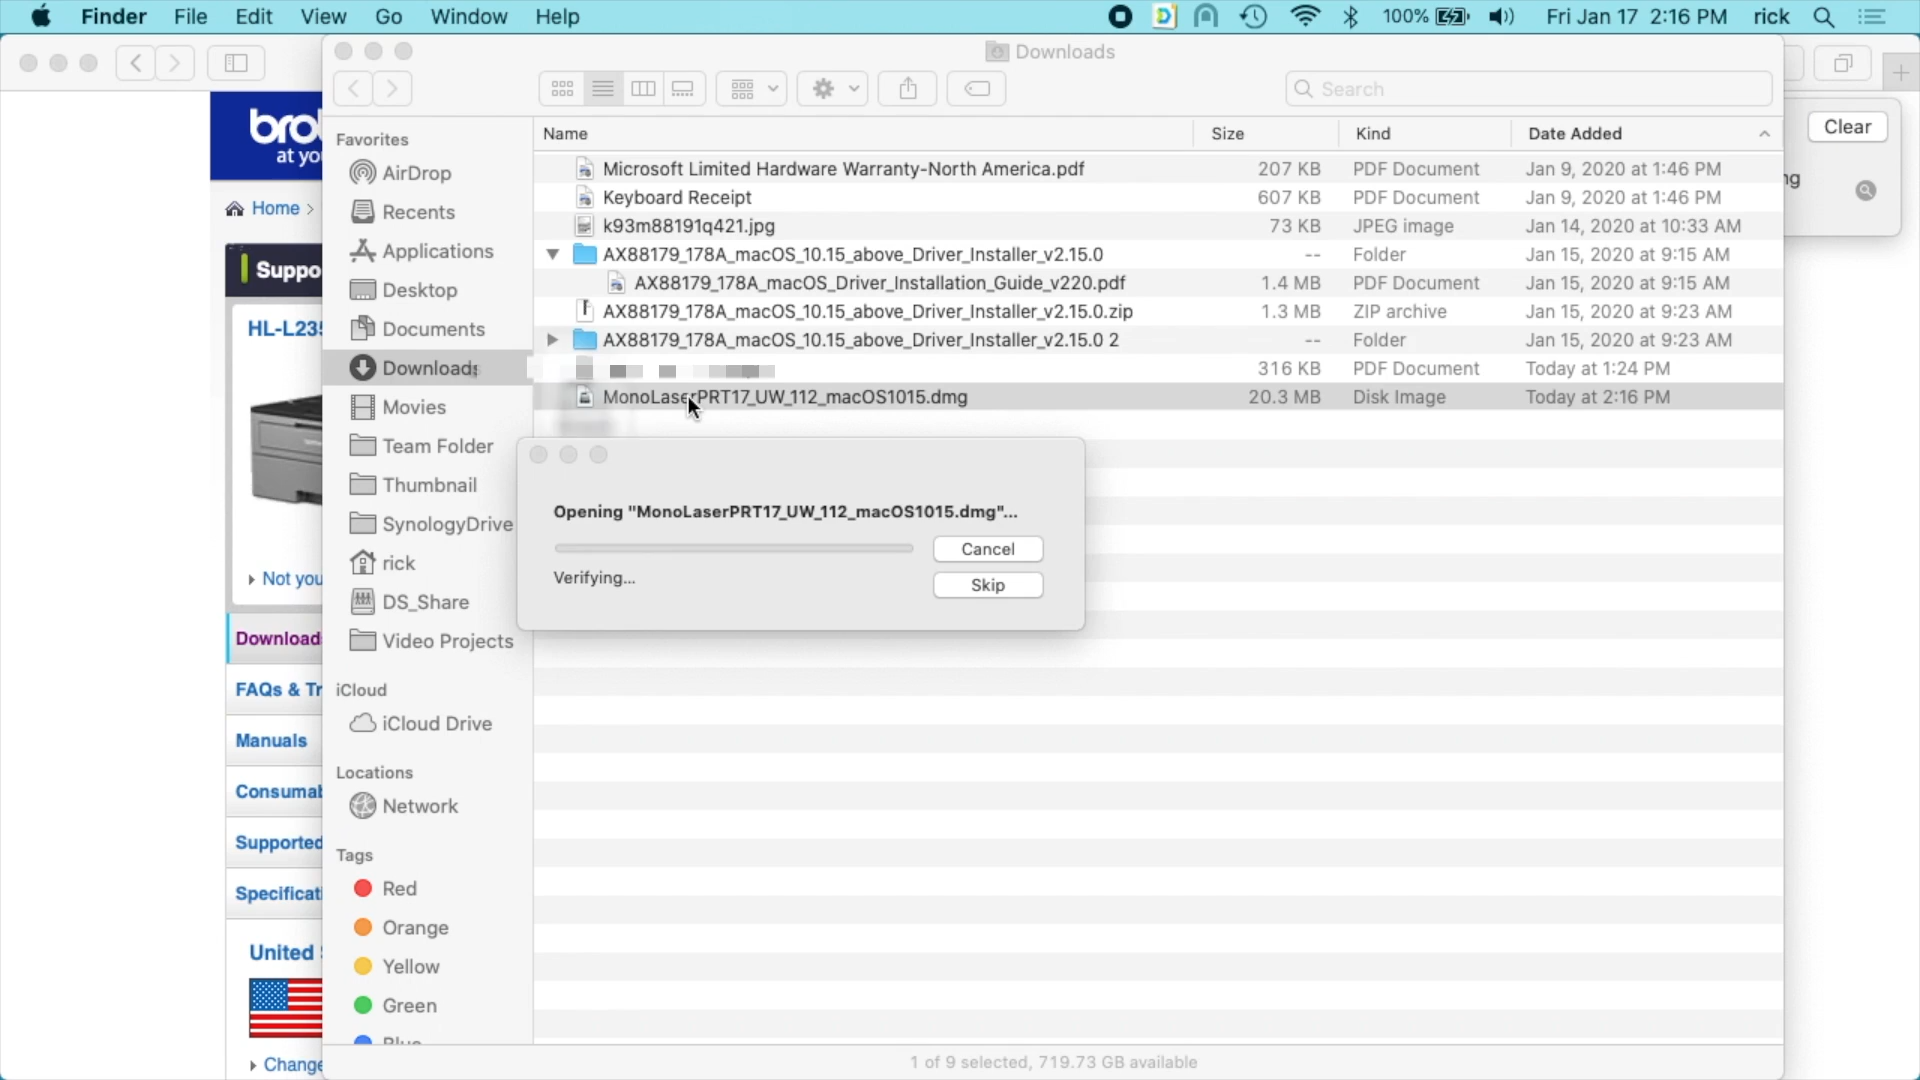 Finder File Edit View Go Window Help 100% Fri Jan 17 2:16 PM rick
Downloads
Search
Clear
at you
Home
Suppo
HL-L235
Not you
FAQs & Tr
Manuals
Consumab
Supported
Specificati
United
Change
Favorites
AirDrop
Recents
Applications
Desktop
Documents
Downloads
Movies
Team Folder
Thumbnail
SynologyDrive
rick
DS_Share
Video Projects
iCloud
iCloud Drive
Locations
Network
Tags
Red
Orange
Yellow
Green
Blue
Name Size Kind Date Added
Microsoft Limited Hardware Warranty-North America.pdf 207 KB PDF Document Jan 9, 2020 at 1:46 PM
Keyboard Receipt 607 KB PDF Document Jan 9, 2020 at 1:46 PM
k93m88191q421.jpg 73 KB JPEG image Jan 14, 2020 at 10:33 AM
AX88179_178A_macOS_10.15_above_Driver_Installer_v2.15.0 -- Folder Jan 15, 2020 at 9:15 AM
AX88179_178A_macOS_Driver_Installation_Guide_v220.pdf 1.4 MB PDF Document Jan 15, 2020 at 9:15 AM
AX88179_178A_macOS_10.15_above_Driver_Installer_v2.15.0.zip 1.3 MB ZIP archive Jan 15, 2020 at 9:23 AM
AX88179_178A_macOS_10.15_above_Driver_Installer_v2.15.0 2 -- Folder Jan 15, 2020 at 9:23 AM
316 KB PDF Document Today at 1:24 PM
MonoLaserPRT17_UW_112_macOS1015.dmg 20.3 MB Disk Image Today at 2:16 PM
Opening "MonoLaserPRT17_UW_112_macOS1015.dmg"...
Cancel
Verifying...
Skip
1 of 9 selected, 719.73 GB available